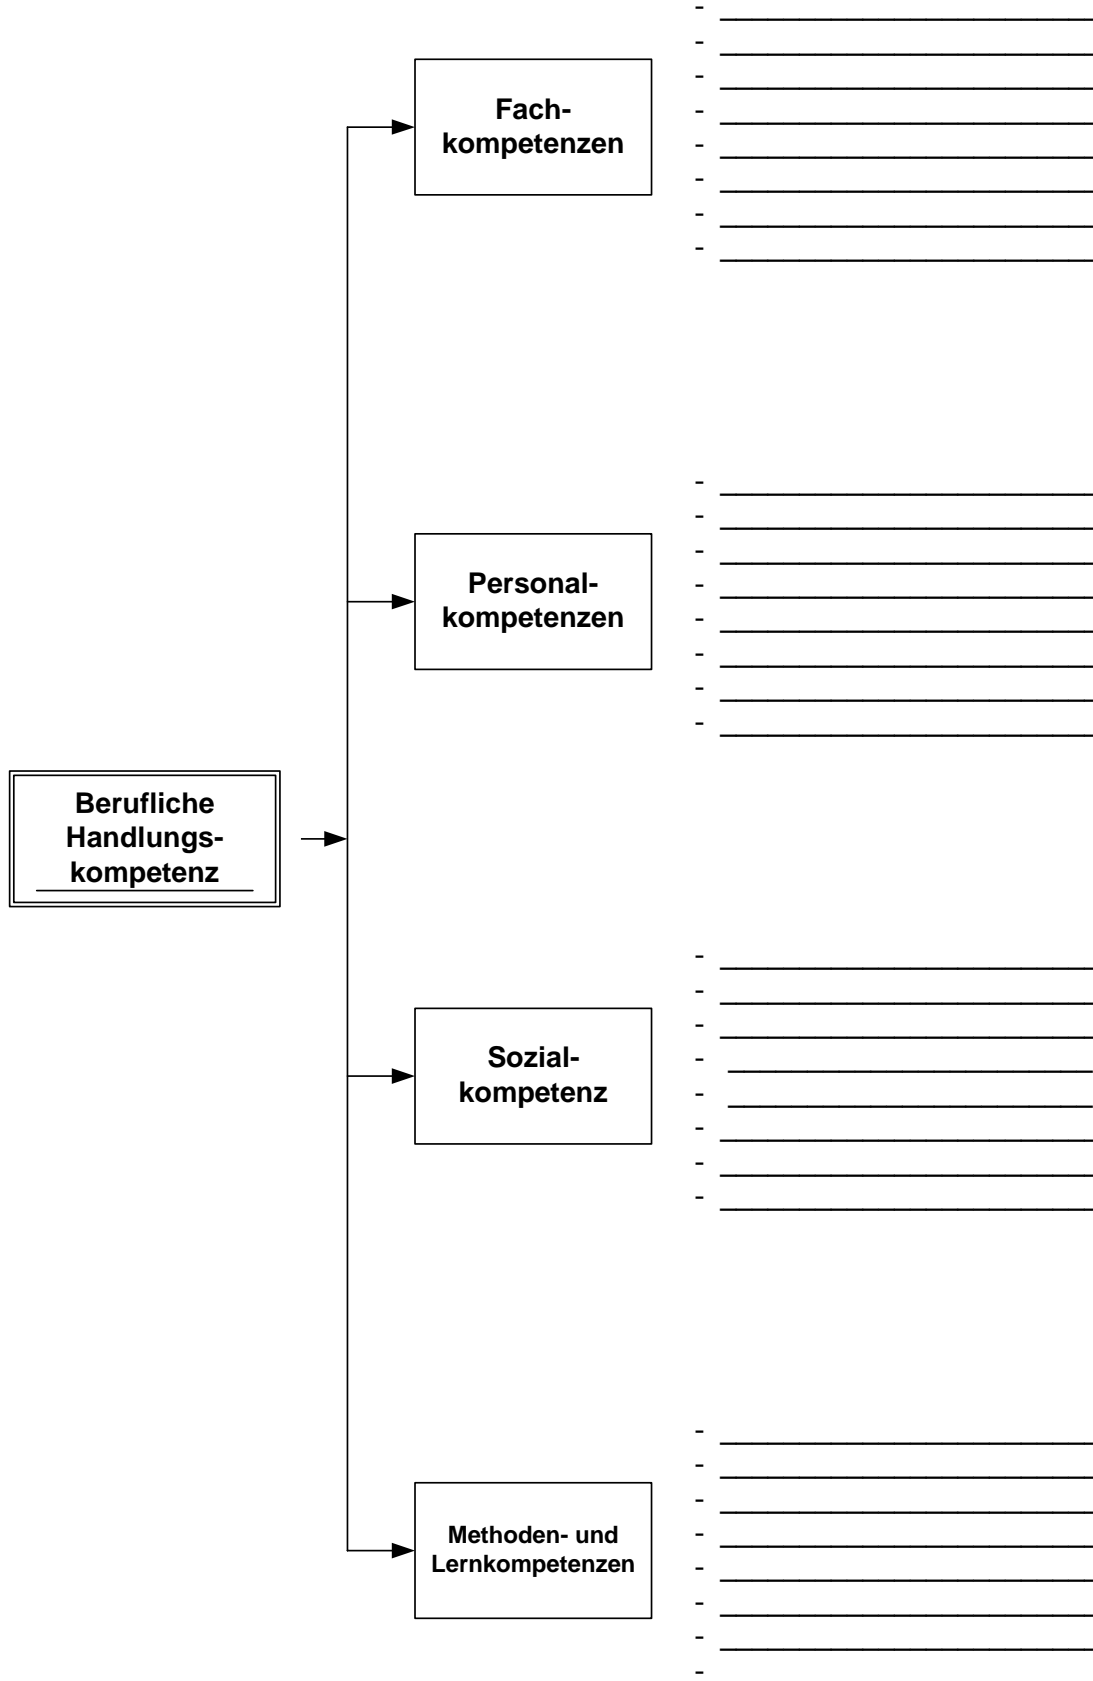 Fach-
kompetenzen
Personal-
kompetenzen
Berufliche
Handlungs-
kompetenz
Sozial-
kompetenz
Methoden- und
Lernkompetenzen